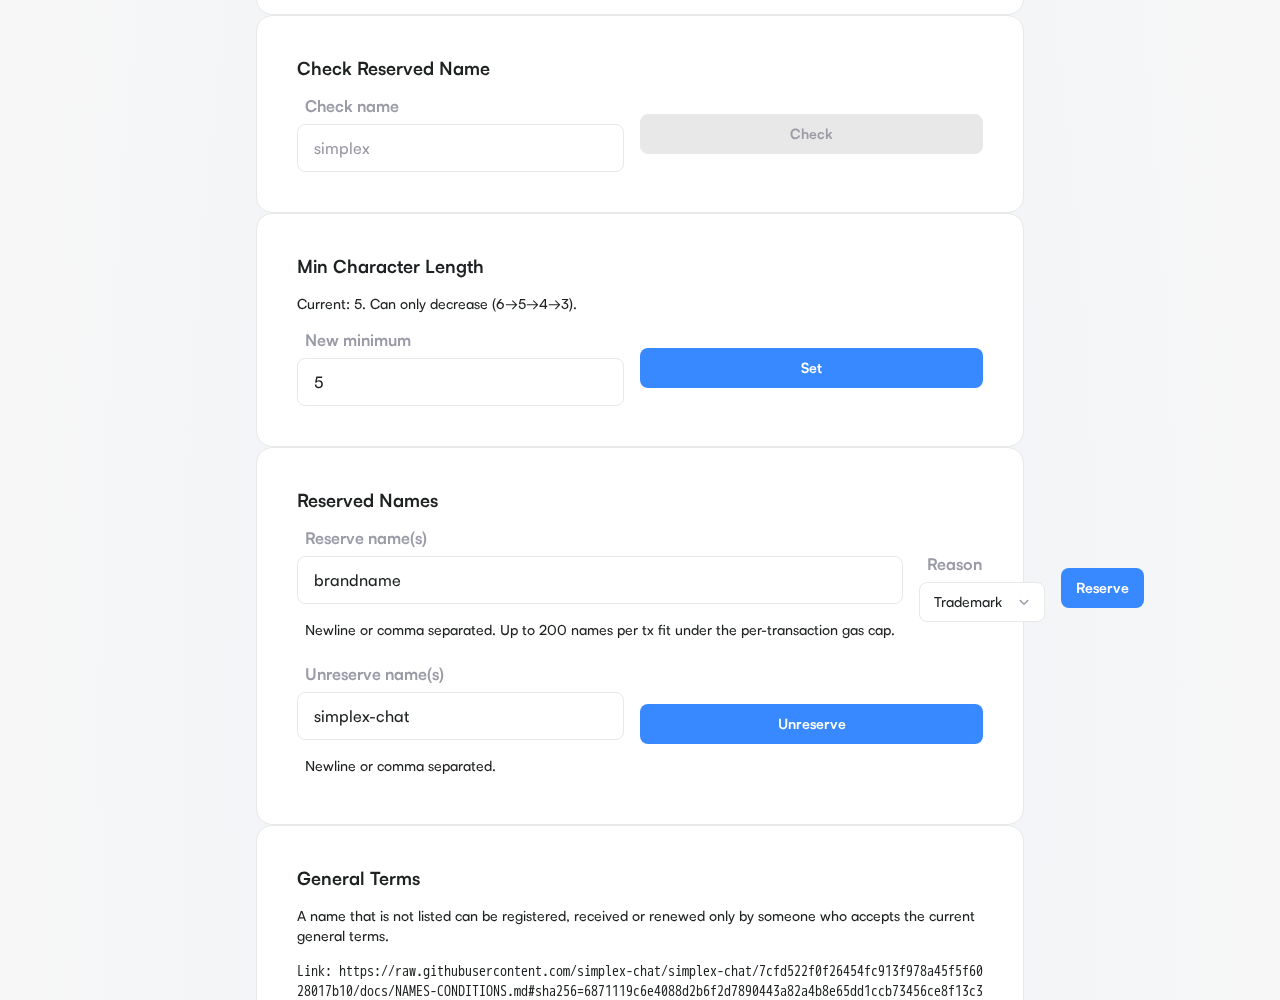 Check Reserved Name
Check name
simplex
Check
Min Character Length
Current: 5. Can only decrease (6→5→4→3).
New minimum
5
Set
Reserved Names
Reserve name(s)
brandname
Reason
Trademark
Reserve
Newline or comma separated. Up to 200 names per tx fit under the per-transaction gas cap.
Unreserve name(s)
simplex-chat
Unreserve
Newline or comma separated.
General Terms
A name that is not listed can be registered, received or renewed only by someone who accepts the current
general terms.
Link: https://raw.githubusercontent.com/simplex-chat/simplex-chat/7cfd522f0f26454fc913f978a45f5f60
28017b10/docs/NAMES-CONDITIONS.md#sha256=6871119c6e4088d2b6f2d7890443a82a4b8e65dd1ccb73456ce8f13c3